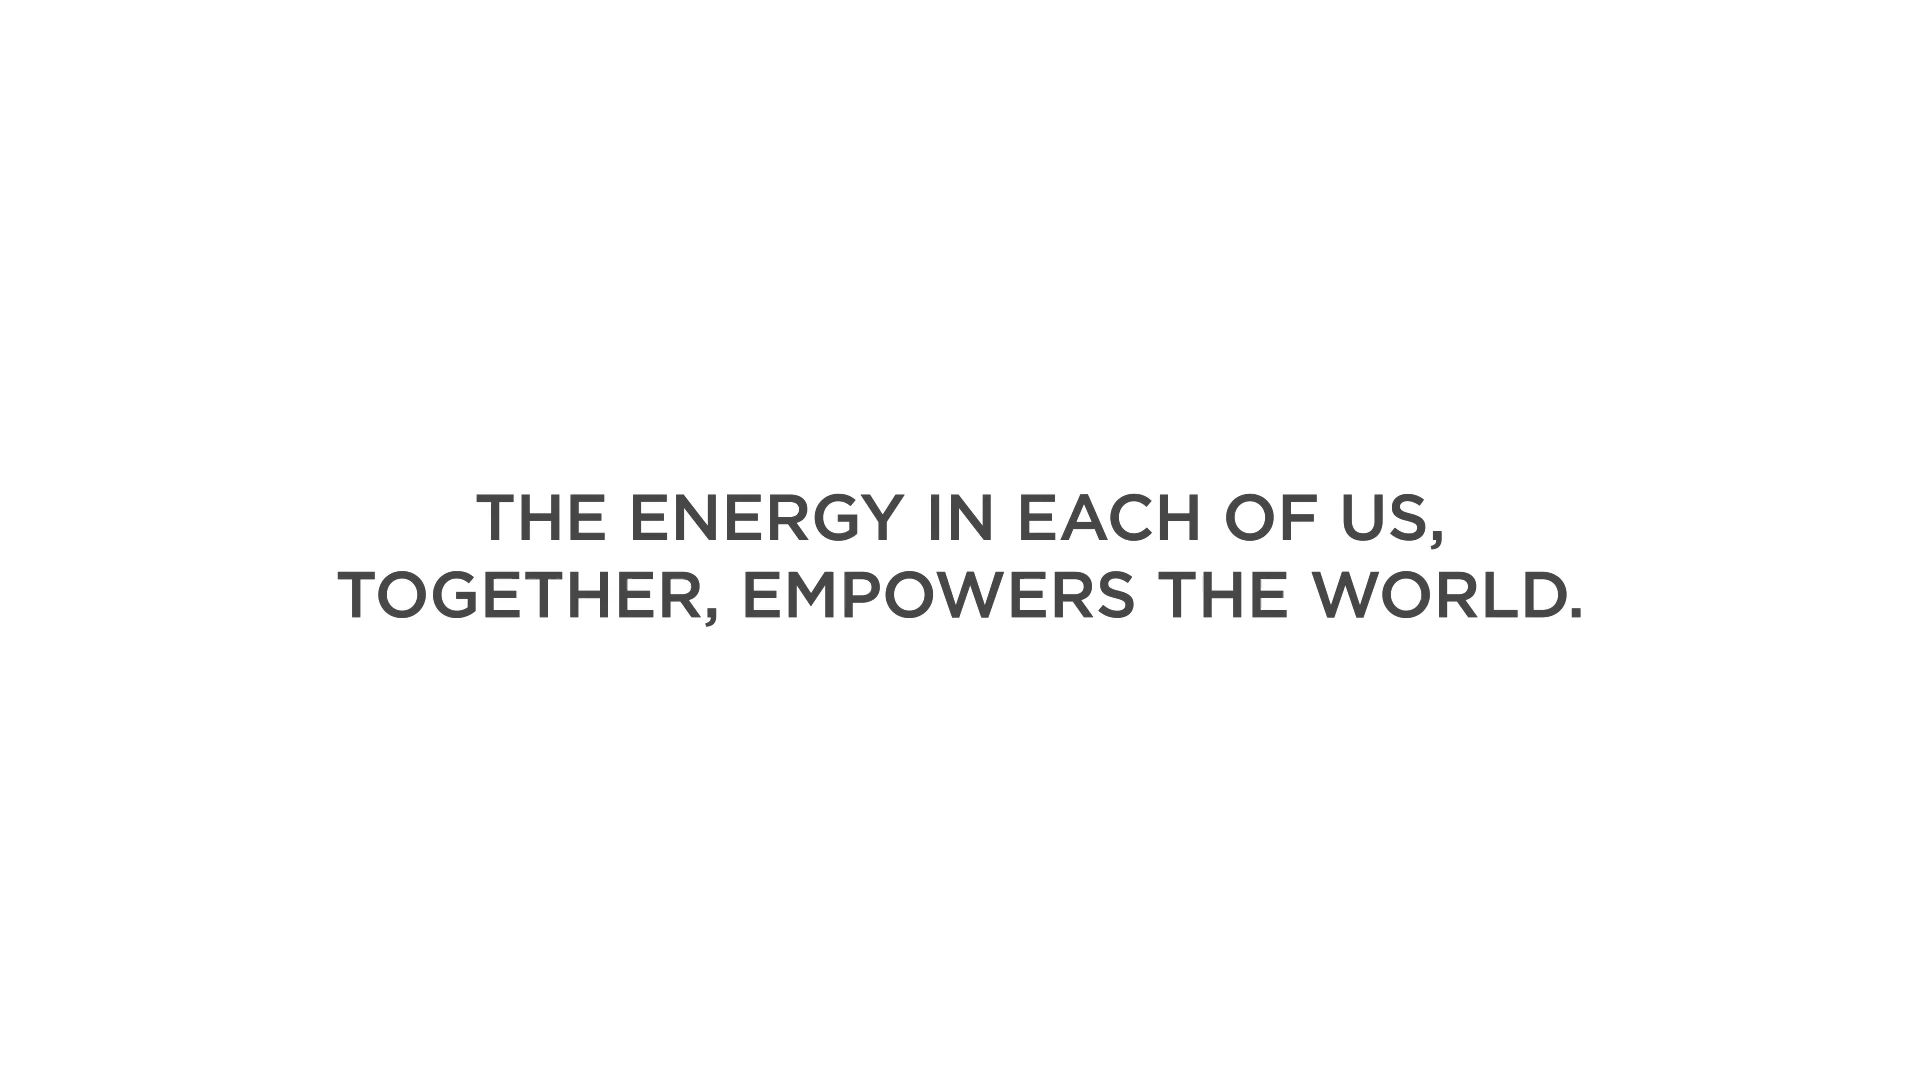 THE ENERGY IN EACH OF US,
TOGETHER, EMPOWERS THE WORLD.